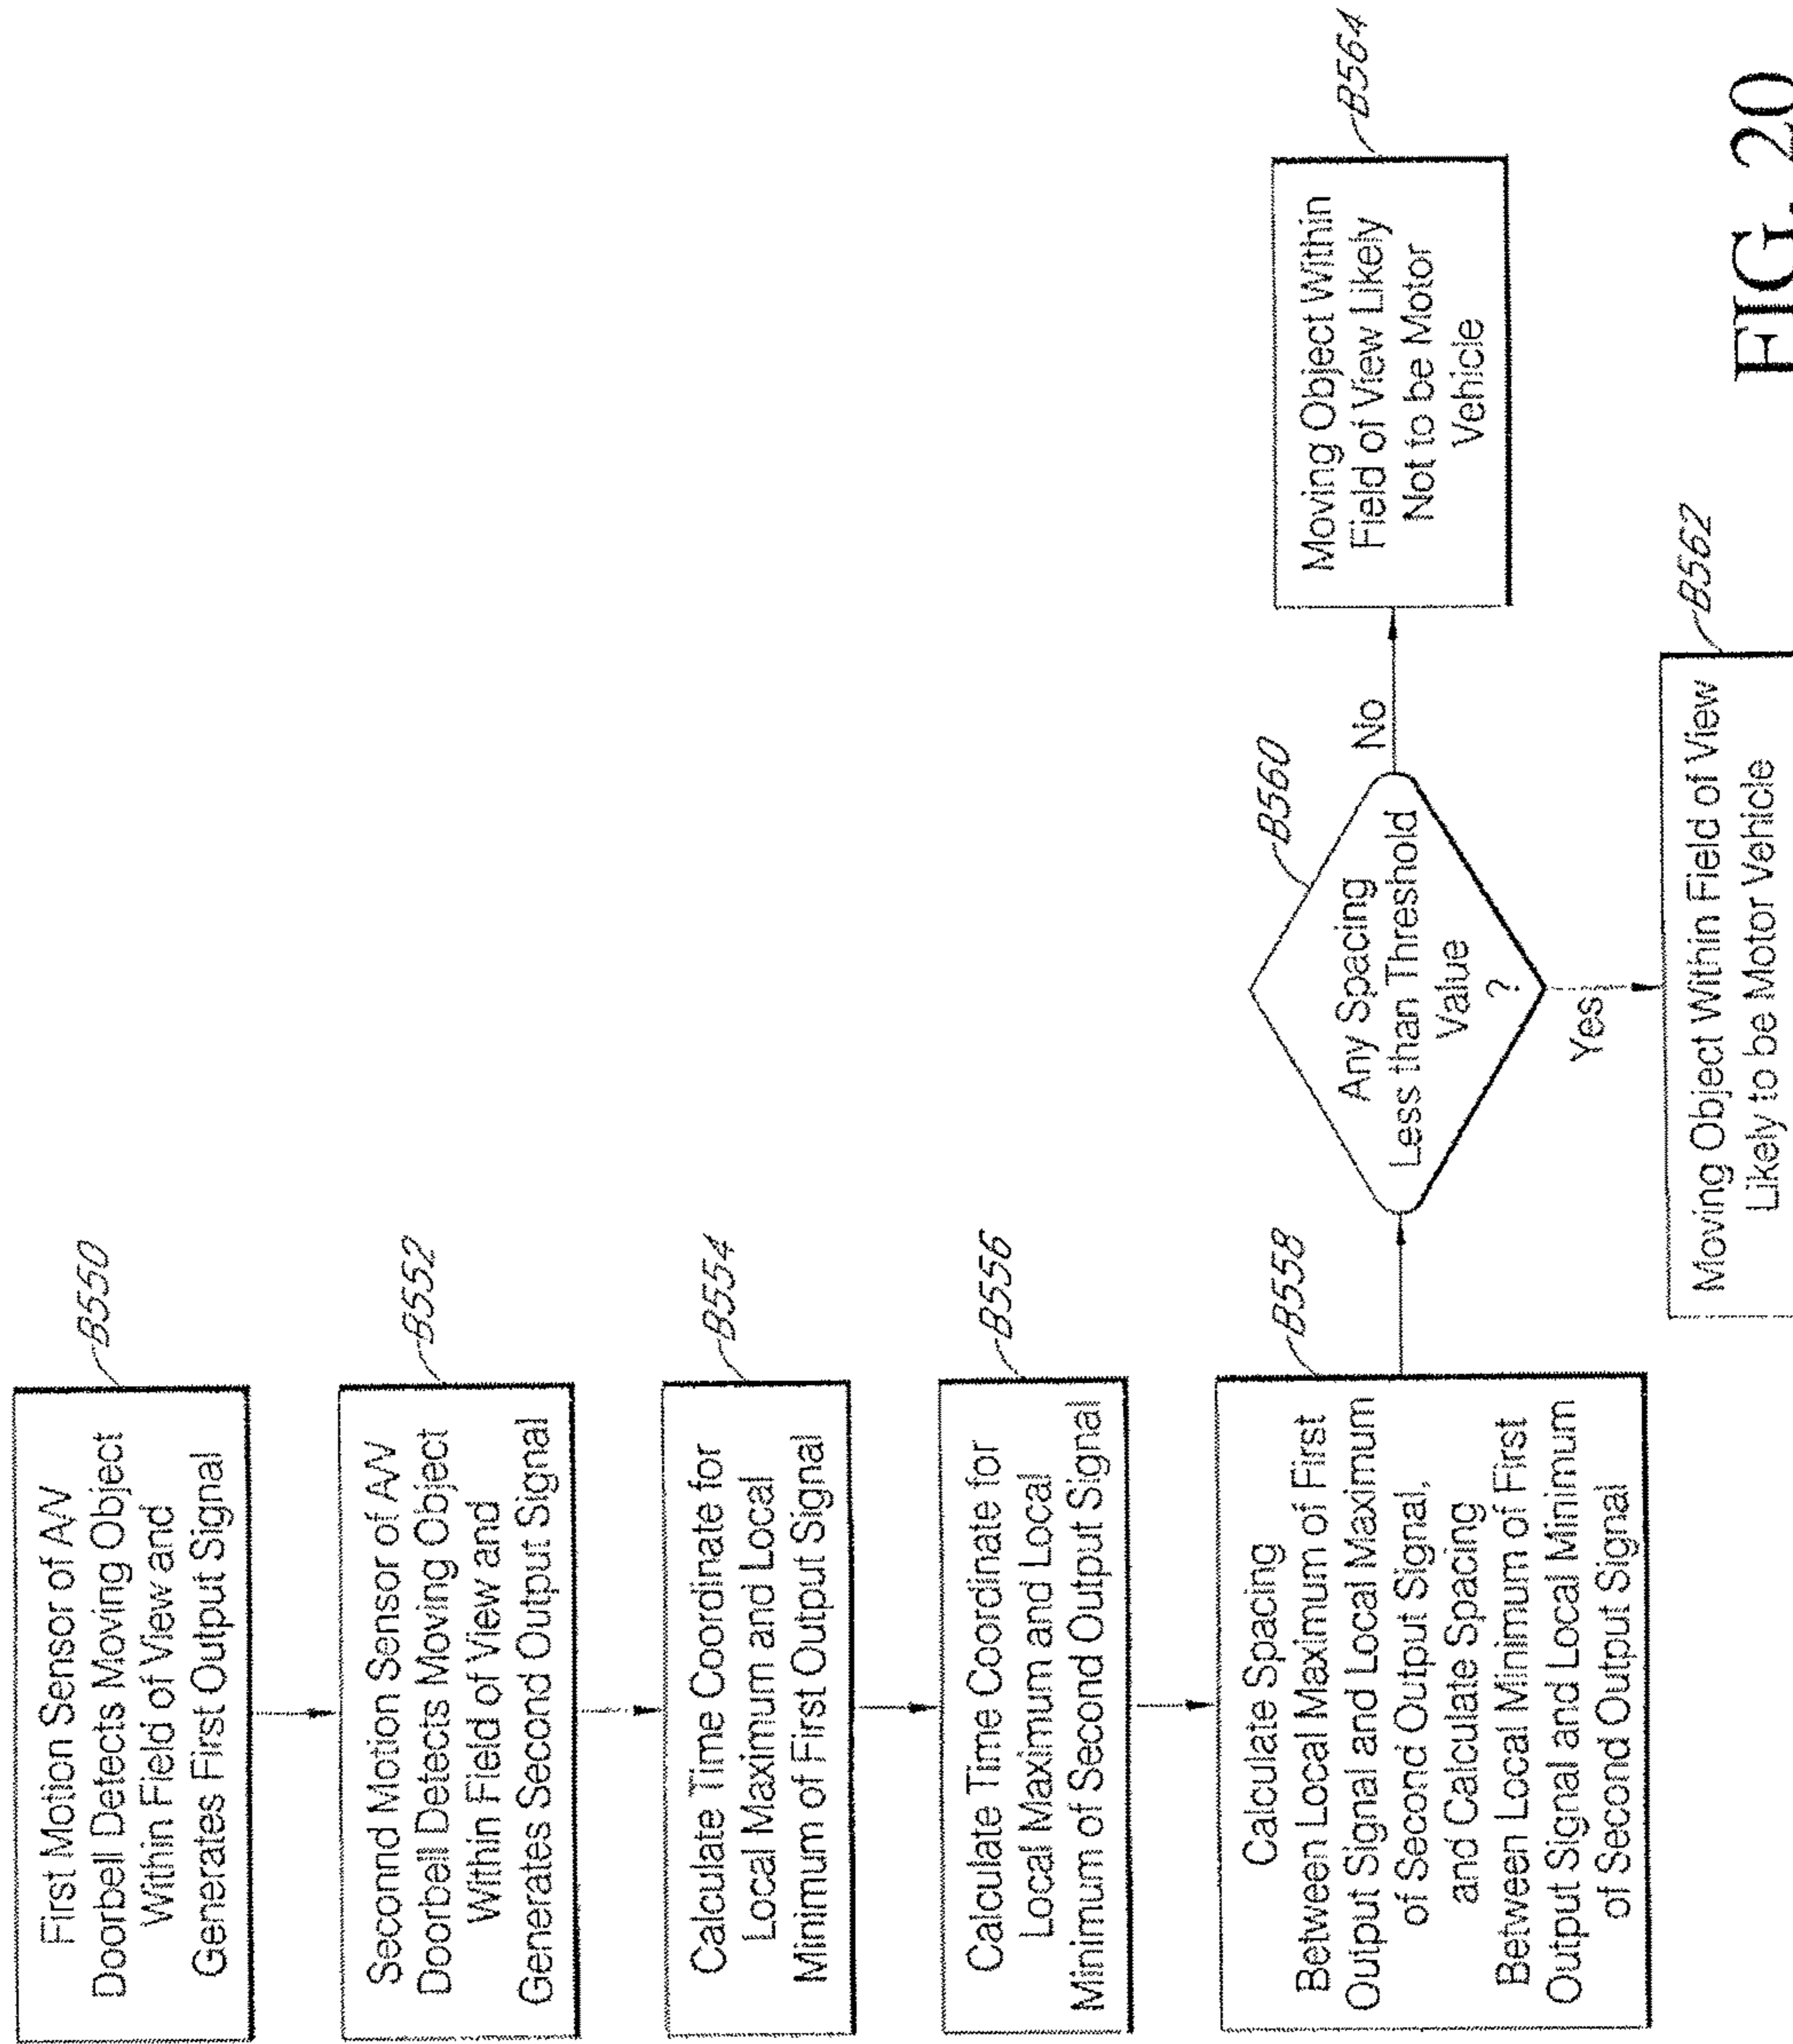 First Motion Sensor of A/V
Doorbell Detects Moving Object
Within Field of View and
Generates First Output Signal
B550
Seconnd Motion Sensor of A/V
Doorbell Detects Moving Object
Within Field of View and
Generates Second Output Signal
B552
Calculate Time Coordinate for
Local Maximum and Local
Minimum of First Output Signal
B554
Calculate Time Coordinate for
Local Maximum and Local
Minimum of Second Output Signal
B556
Calculate Spacing
Between Local Maximum of First
Output Signal and Local Maximum
of Second Output Signal,
and Calculate Spacing
Between Local Minimum of First
Output Signal and Local Minimum
of Second Output Signal
B558
Any Spacing
Less than Threshold
Value
?
B560
No
Yes
Moving Object Within
Field of View Likely
Not to be Motor
Vehicle
B564
Moving Object Within Field of View
Likely to be Motor Vehicle
B562
FIG. 20